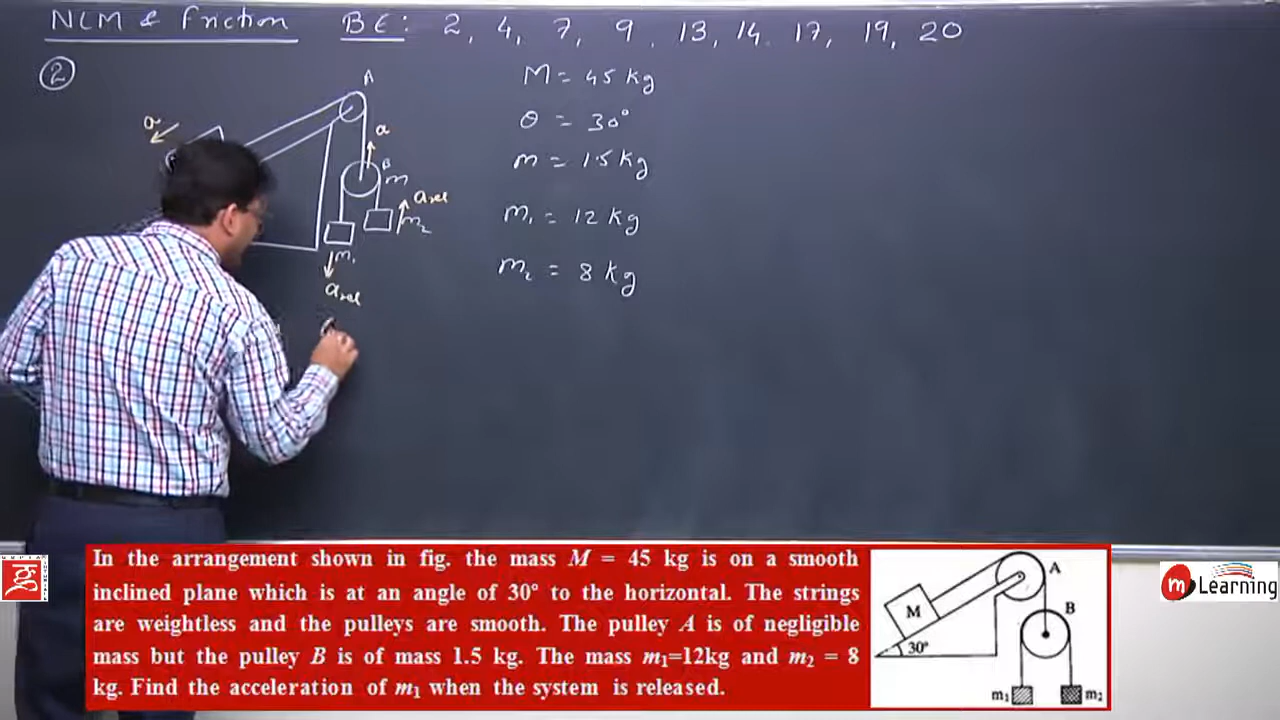 NLM & Friction BE: 2, 4, 7, 9, 13, 14, 17, 19, 20
2
A
M = 45 kg
a
a
θ = 30°
B
m
m = 1.5 kg
a rel
m₂
m₁ = 12 kg
m₁
a rel
m₂ = 8 kg
In the arrangement shown in fig. the mass M = 45 kg is on a smooth
inclined plane which is at an angle of 30° to the horizontal. The strings
are weightless and the pulleys are smooth. The pulley A is of negligible
mass but the pulley B is of mass 1.5 kg. The mass m₁=12kg and m₂ = 8
kg. Find the acceleration of m₁ when the system is released.
A
B
M
30°
m₁ m₂
m Learning